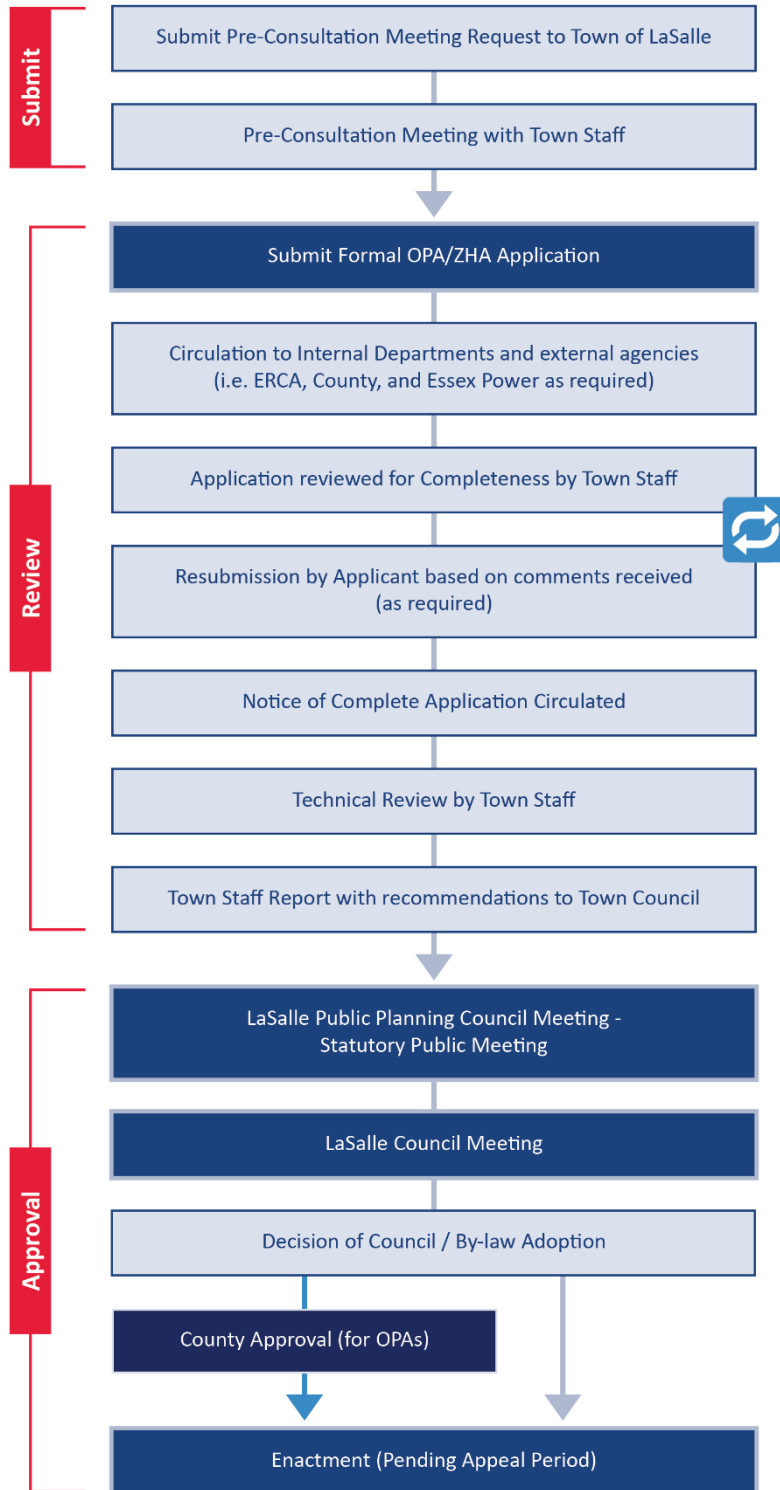 Submit
Submit Pre-Consultation Meeting Request to Town of LaSalle
Pre-Consultation Meeting with Town Staff
Review
Submit Formal OPA/ZHA Application
Circulation to Internal Departments and external agencies
(i.e. ERCA, County, and Essex Power as required)
Application reviewed for Completeness by Town Staff
Resubmission by Applicant based on comments received
(as required)
Notice of Complete Application Circulated
Technical Review by Town Staff
Town Staff Report with recommendations to Town Council
Approval
LaSalle Public Planning Council Meeting -
Statutory Public Meeting
LaSalle Council Meeting
Decision of Council / By-law Adoption
County Approval (for OPAs)
Enactment (Pending Appeal Period)